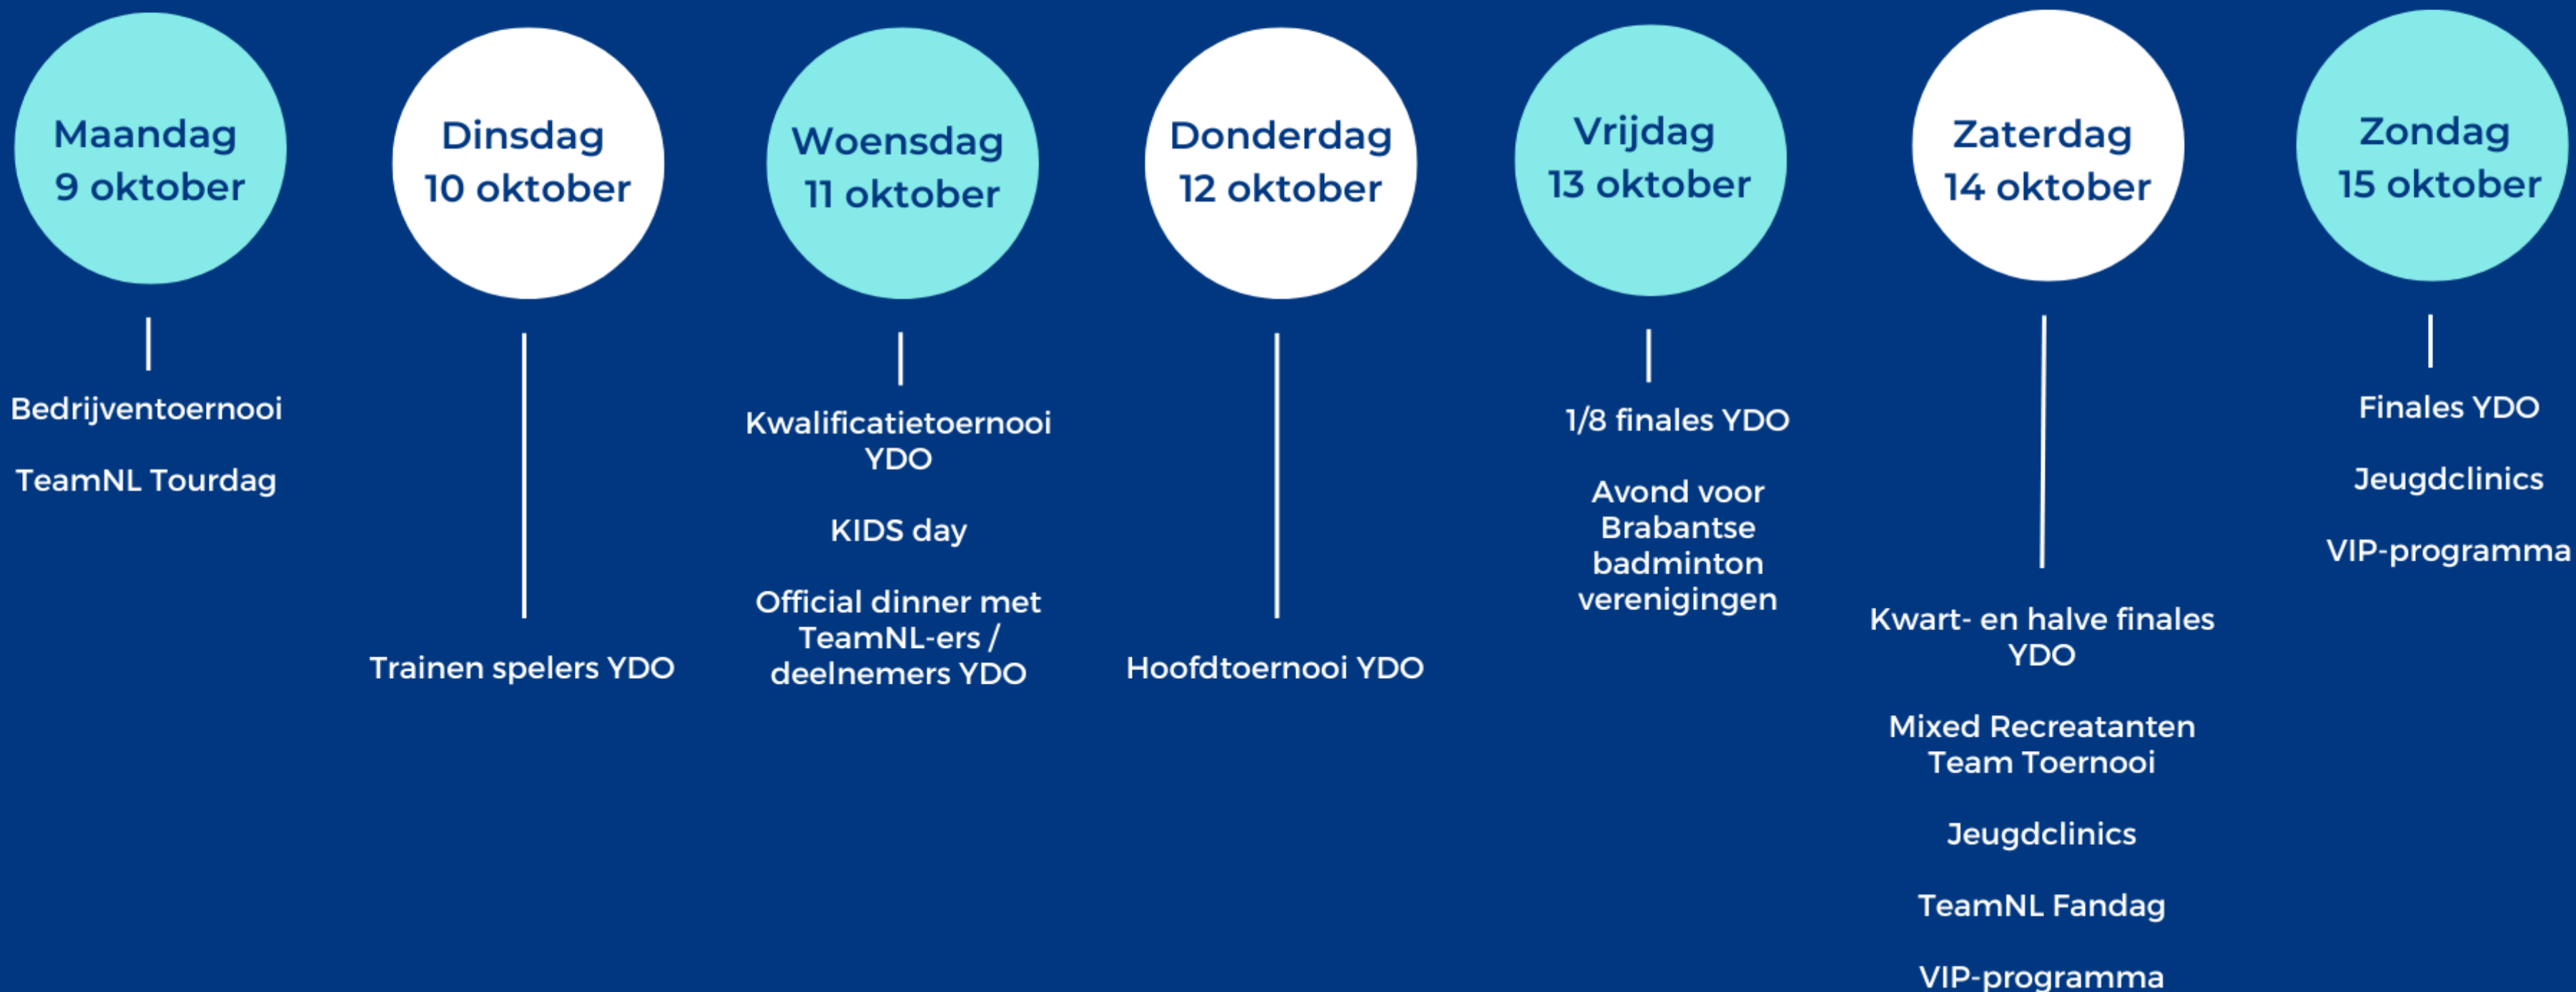 Maandag
9 oktober
Bedrijventoernooi
TeamNL Tourdag
Dinsdag
10 oktober
Trainen spelers YDO
Woensdag
11 oktober
Kwalificatietoernooi
YDO
KIDS day
Official dinner met
TeamNL-ers /
deelnemers YDO
Donderdag
12 oktober
Hoofdtoernooi YDO
Vrijdag
13 oktober
1/8 finales YDO
Avond voor
Brabantse
badminton
verenigingen
Zaterdag
14 oktober
Kwart- en halve finales
YDO
Mixed Recreatanten
Team Toernooi
Jeugdclinics
TeamNL Fandag
VIP-programma
Zondag
15 oktober
Finales YDO
Jeugdclinics
VIP-programma